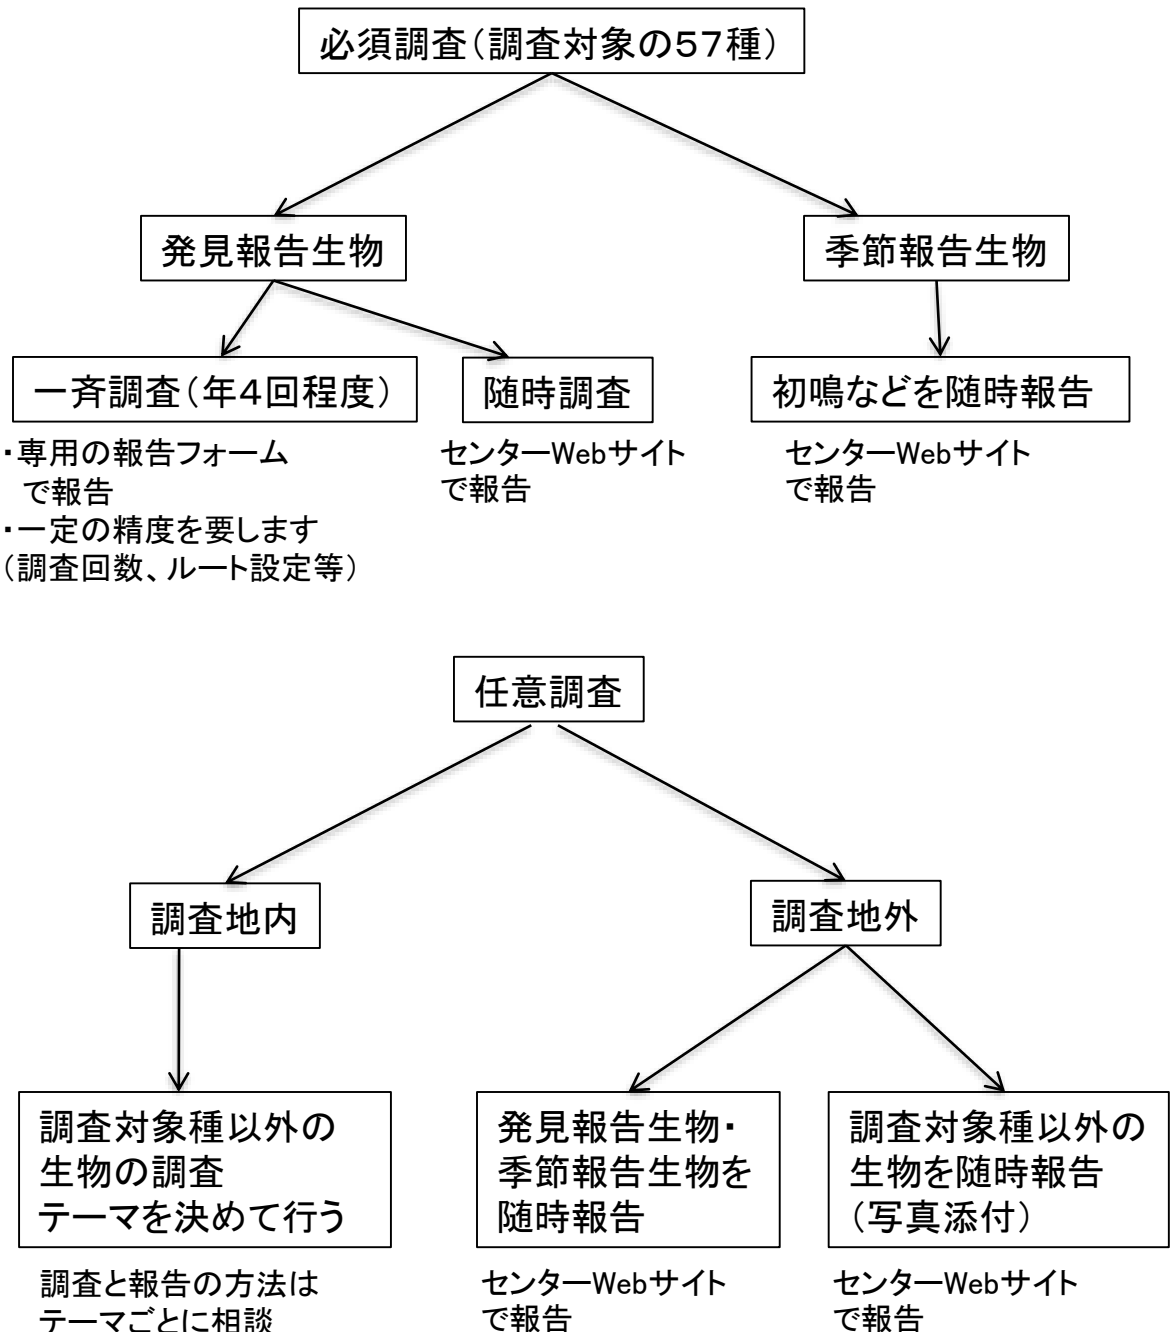 必須調査(調査対象の57種)
発見報告生物
季節報告生物
一斉調査(年4回程度)
随時調査
初鳴などを随時報告
・専用の報告フォーム
で報告
・一定の精度を要します
(調査回数、ルート設定等)
センターWebサイト
で報告
センターWebサイト
で報告
任意調査
調査地内
調査地外
調査対象種以外の
生物の調査
テーマを決めて行う
発見報告生物・
季節報告生物を
随時報告
調査対象種以外の
生物を随時報告
(写真添付)
調査と報告の方法は
テーマごとに相談
センターWebサイト
で報告
センターWebサイト
で報告